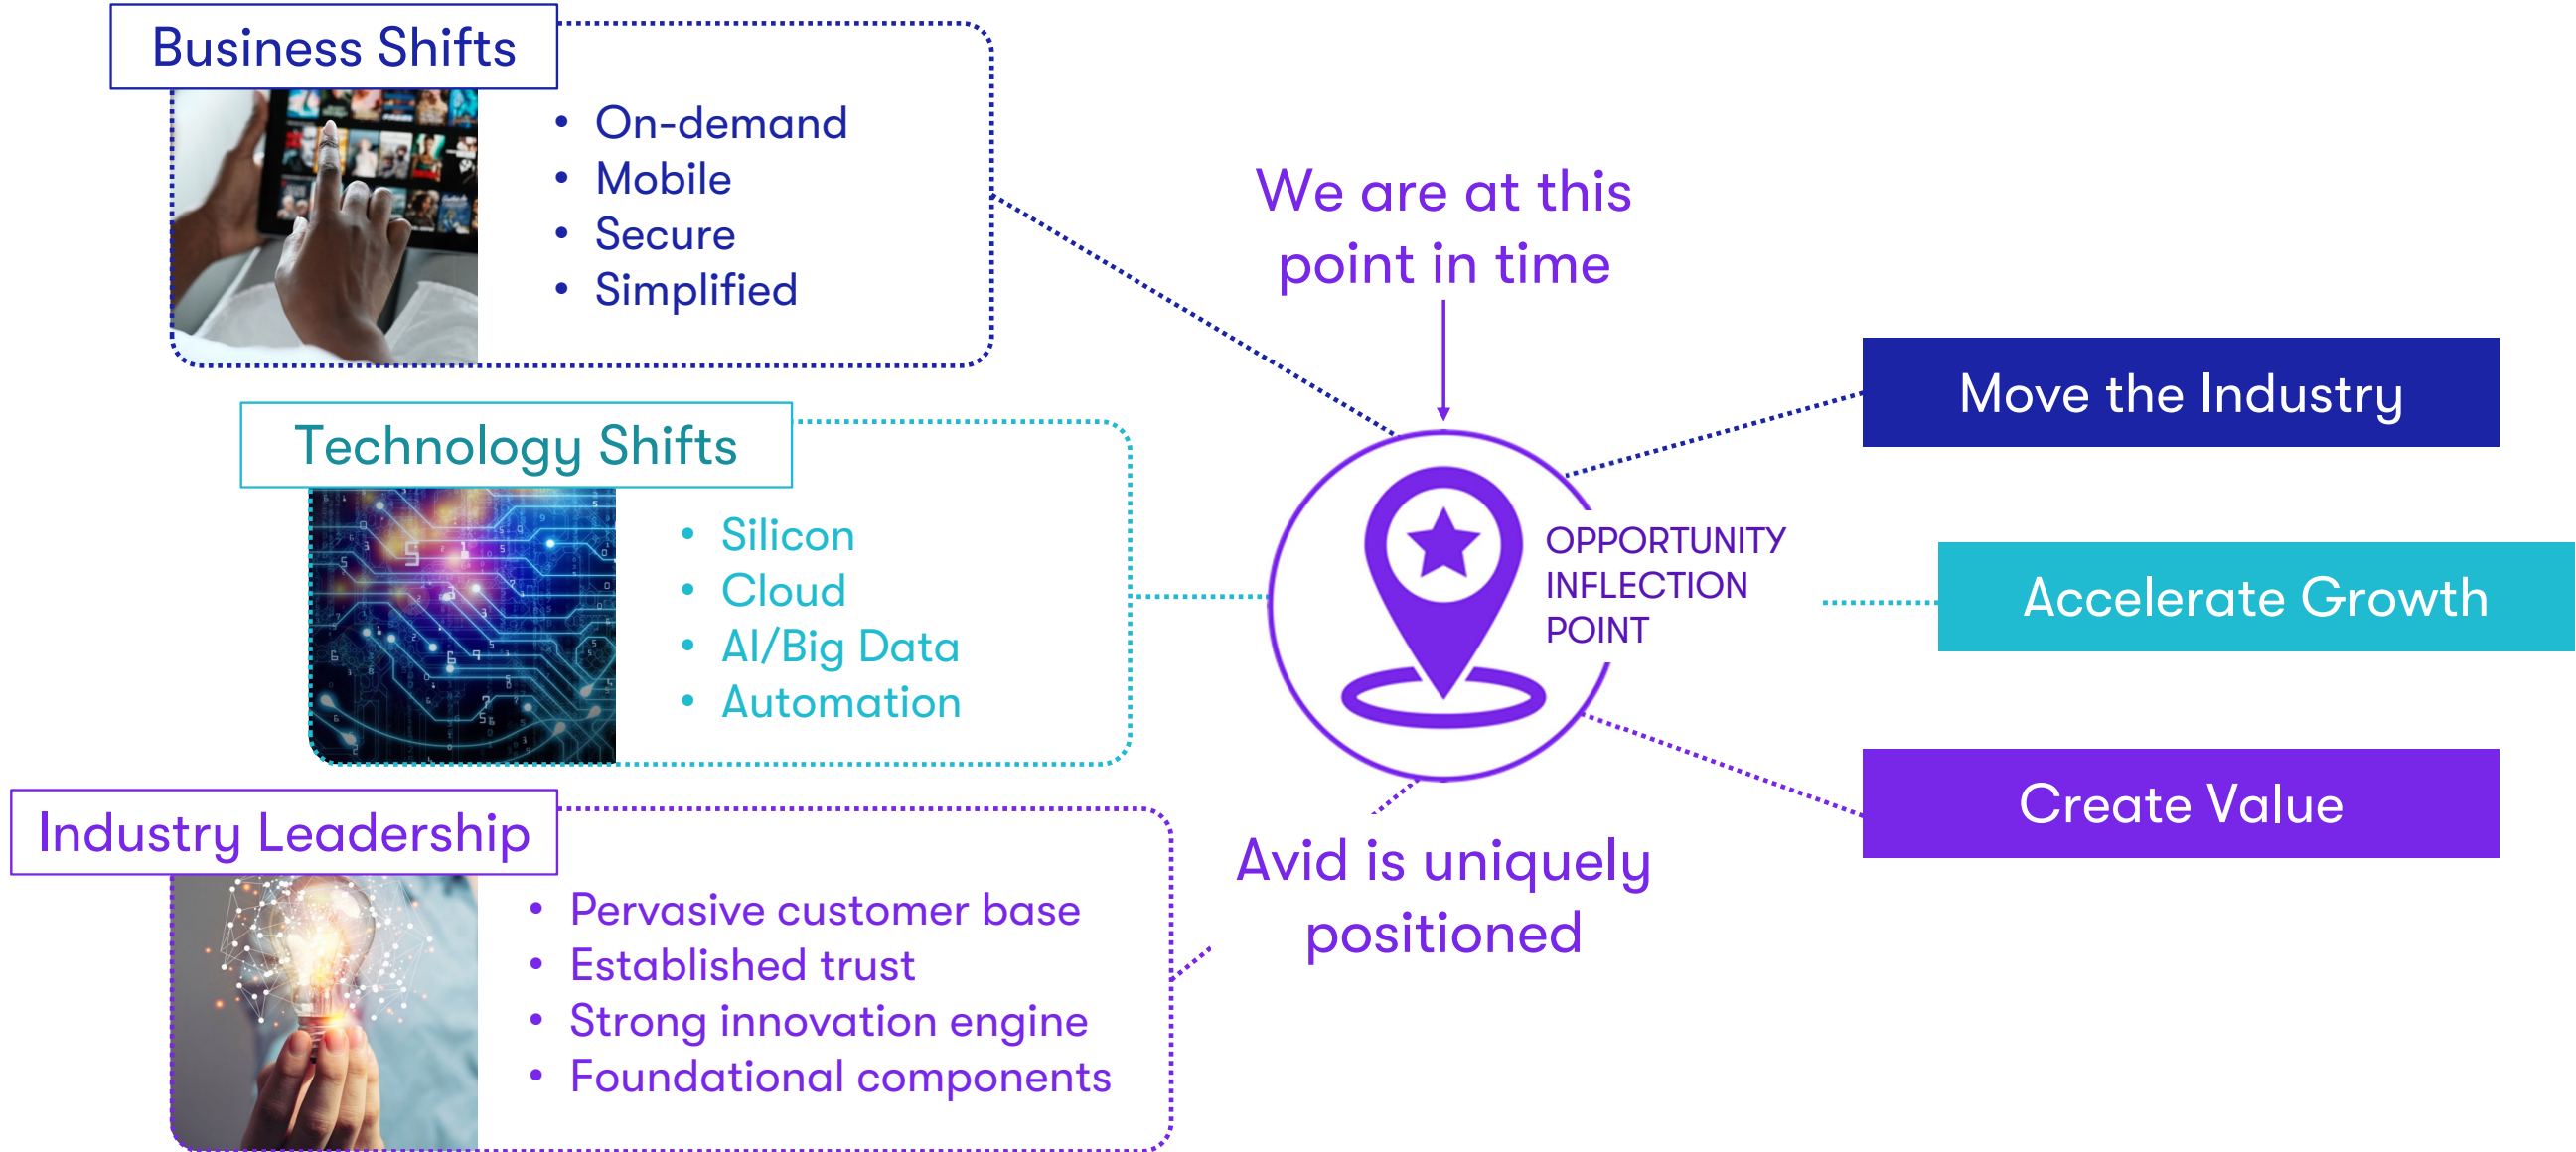 Business Shifts
• On-demand
• Mobile
• Secure
• Simplified
Technology Shifts
• Silicon
• Cloud
• AI/Big Data
• Automation
Industry Leadership
• Pervasive customer base
• Established trust
• Strong innovation engine
• Foundational components
We are at this
point in time
OPPORTUNITY
INFLECTION
POINT
Avid is uniquely
positioned
Move the Industry
Accelerate Growth
Create Value